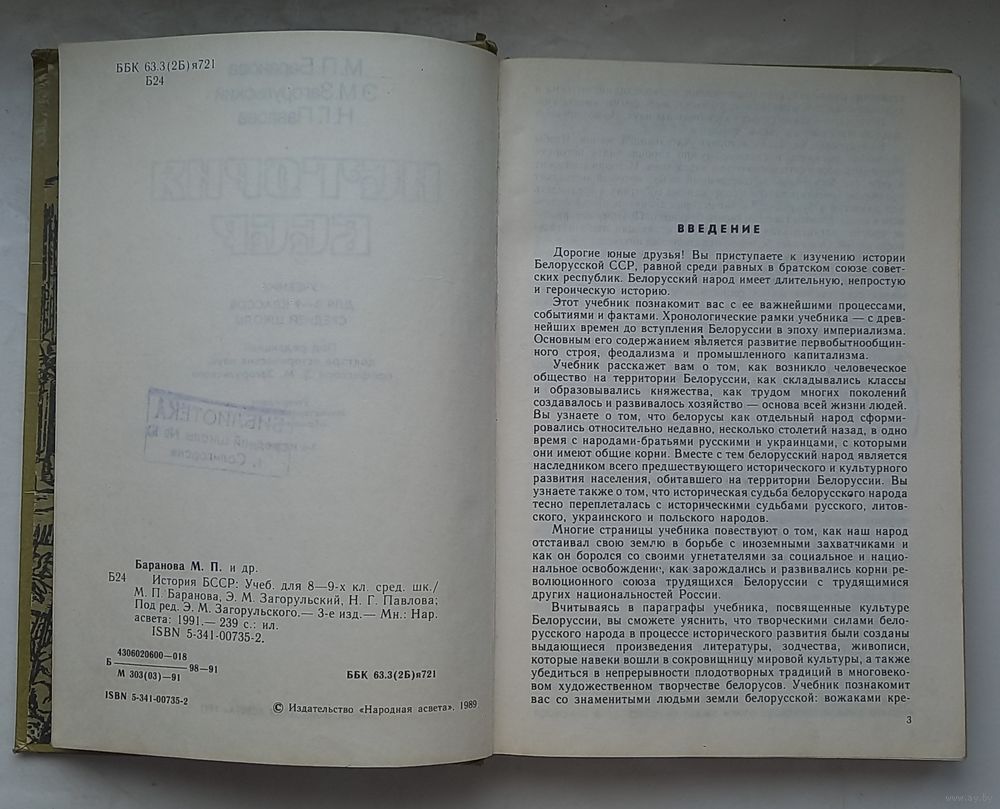 ББК 63.3(2Б)я721
Б24
БИБЛИОТЕКА
г. Солигорска
Баранова М. П. и др.
Б24 История БССР: Учеб. для 8—9-х кл. сред. шк./
М. П. Баранова, Э. М. Загорульский, Н. Г. Павлова;
Под ред. Э. М. Загорульского.— 3-е изд.— Мн.: Нар.
асвета; 1991.— 239 с.: ил.
ISBN 5-341-00735-2.
4306020600—018
Б 98—91
М 303(03)—91
ББК 63.3(2Б)я721
ISBN 5-341-00735-2
© Издательство «Народная асвета», 1989
ВВЕДЕНИЕ
Дорогие юные друзья! Вы приступаете к изучению истории
Белорусской ССР, равной среди равных в братском союзе совет-
ских республик. Белорусский народ имеет длительную, непростую
и героическую историю.
Этот учебник познакомит вас с ее важнейшими процессами,
событиями и фактами. Хронологические рамки учебника — с древ-
нейших времен до вступления Белоруссии в эпоху империализма.
Основным его содержанием является развитие первобытнообщин-
ного строя, феодализма и промышленного капитализма.
Учебник расскажет вам о том, как возникло человеческое
общество на территории Белоруссии, как складывались классы
и образовывались княжества, как трудом многих поколений
создавалось и развивалось хозяйство — основа всей жизни людей.
Вы узнаете о том, что белорусы как отдельный народ сформи-
ровались относительно недавно, несколько столетий назад, в одно
время с народами-братьями русскими и украинцами, с которыми
они имеют общие корни. Вместе с тем белорусский народ является
наследником всего предшествующего исторического и культурного
развития населения, обитавшего на территории Белоруссии. Вы
узнаете также о том, что историческая судьба белорусского народа
тесно переплеталась с историческими судьбами русского, литов-
ского, украинского и польского народов.
Многие страницы учебника повествуют о том, как наш народ
отстаивал свою землю в борьбе с иноземными захватчиками и
как он боролся со своими угнетателями за социальное и нацио-
нальное освобождение, как зарождались и развивались корни ре-
волюционного союза трудящихся Белоруссии с трудящимися
других национальностей России.
Вчитываясь в параграфы учебника, посвященные культуре
Белоруссии, вы сможете уяснить, что творческими силами бело-
русского народа в процессе исторического развития были созданы
выдающиеся произведения литературы, зодчества, живописи,
которые навеки вошли в сокровищницу мировой культуры, а также
убедиться в непрерывности плодотворных традиций в многовеко-
вом художественном творчестве белорусов. Учебник познакомит
вас со знаменитыми людьми земли белорусской: вожаками кре-
3
www.ay.by